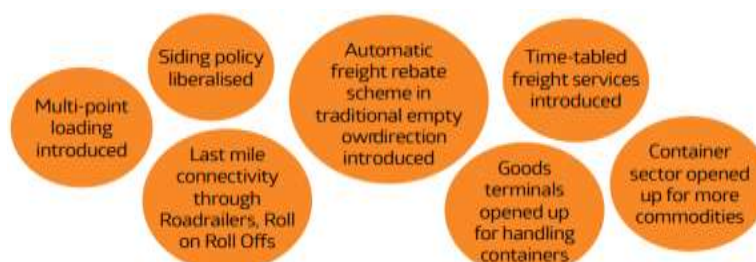 Multi-point
loading
introduced
Siding policy
liberalised
Last mile
connectivity
through
Roadrailers, Roll
on Roll Offs
Automatic
freight rebate
scheme in
traditional empty
direction
introduced
Time-tabled
freight services
introduced
Goods
terminals
opened up
for handling
containers
Container
sector opened
up for more
commodities